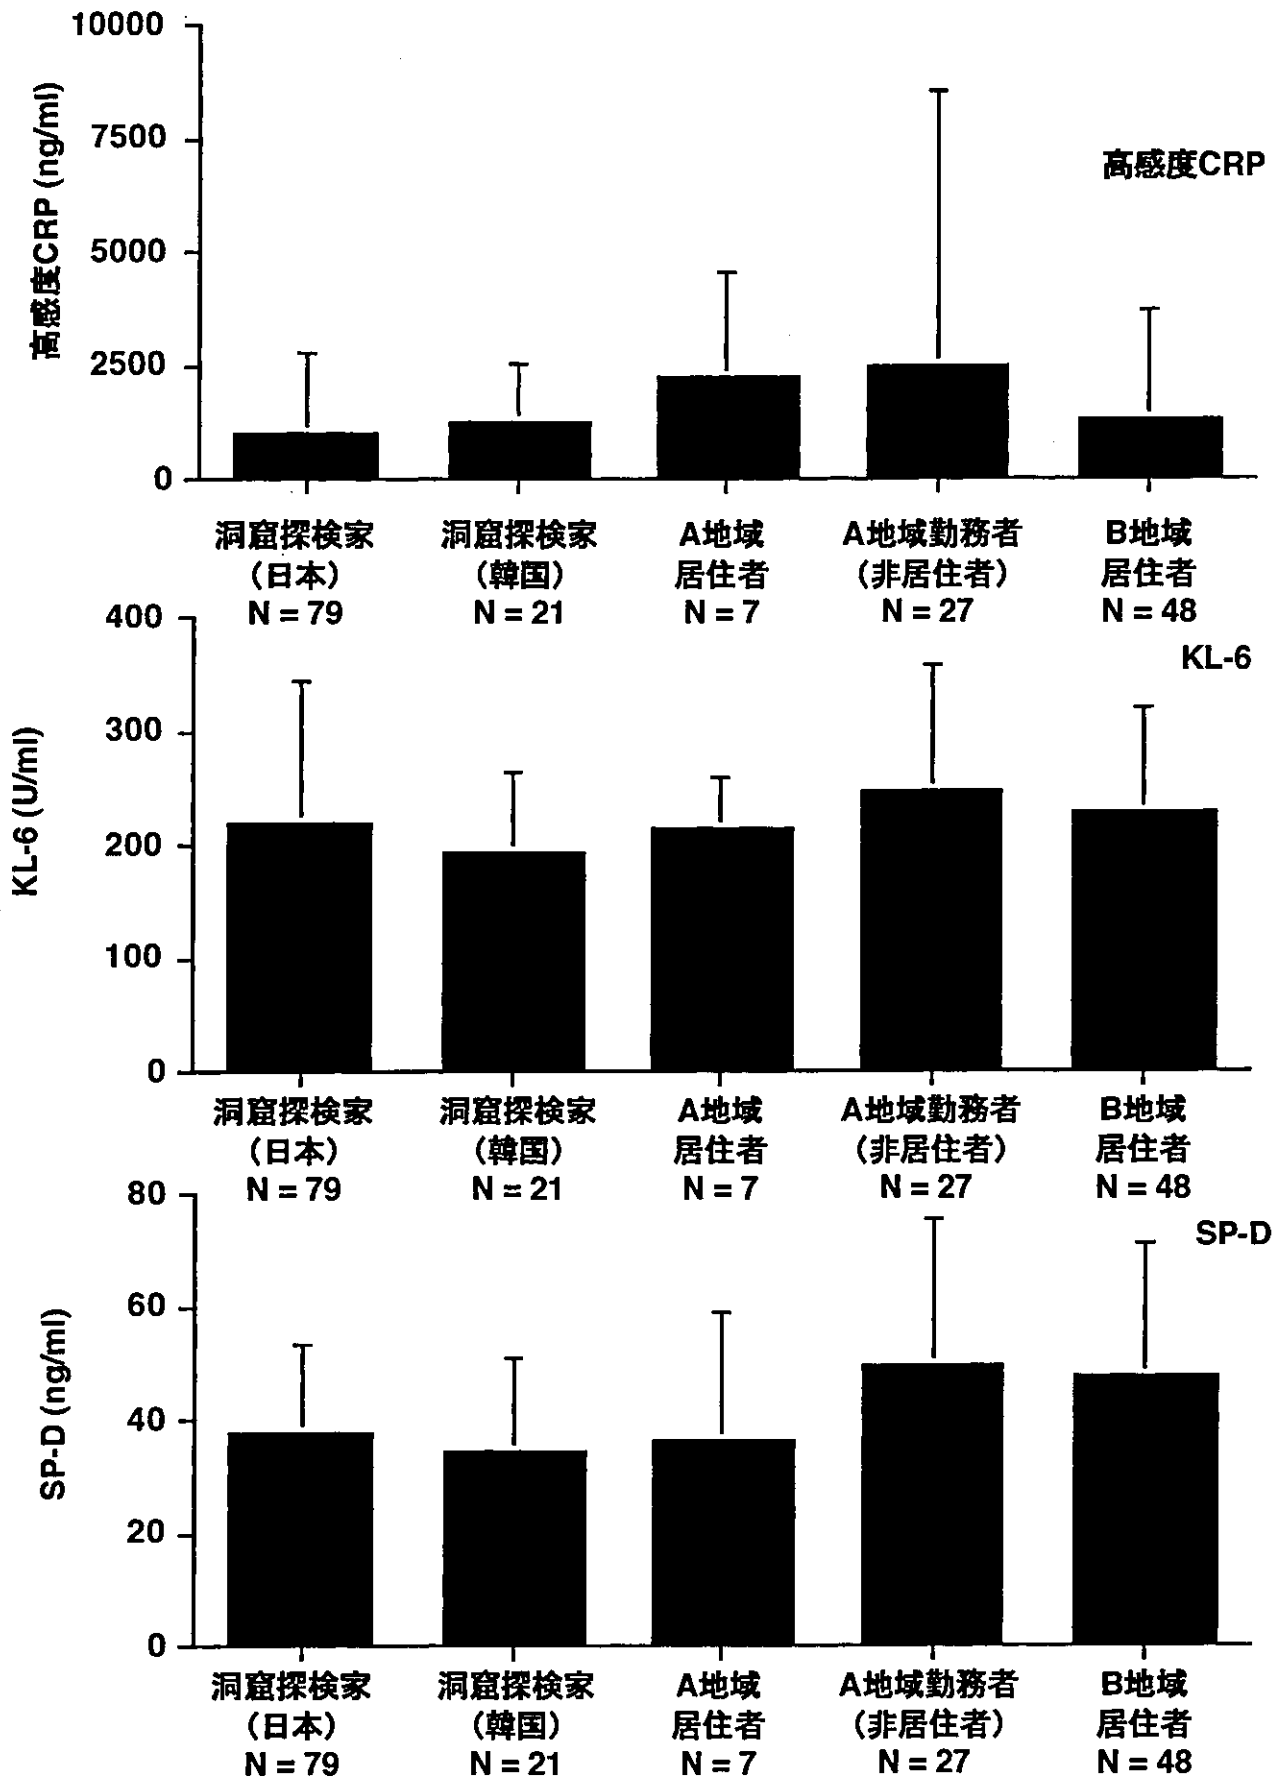 高感度CRP (ng/ml)
10000
7500
5000
2500
0
高感度CRP
洞窟探検家
（日本）
N = 79
洞窟探検家
（韓国）
N = 21
A地域
居住者
N = 7
A地域勤務者
（非居住者）
N = 27
B地域
居住者
N = 48
KL-6 (U/ml)
400
300
200
100
0
KL-6
洞窟探検家
（日本）
N = 79
洞窟探検家
（韓国）
N = 21
A地域
居住者
N = 7
A地域勤務者
（非居住者）
N = 27
B地域
居住者
N = 48
SP-D (ng/ml)
80
60
40
20
0
SP-D
洞窟探検家
（日本）
N = 79
洞窟探検家
（韓国）
N = 21
A地域
居住者
N = 7
A地域勤務者
（非居住者）
N = 27
B地域
居住者
N = 48